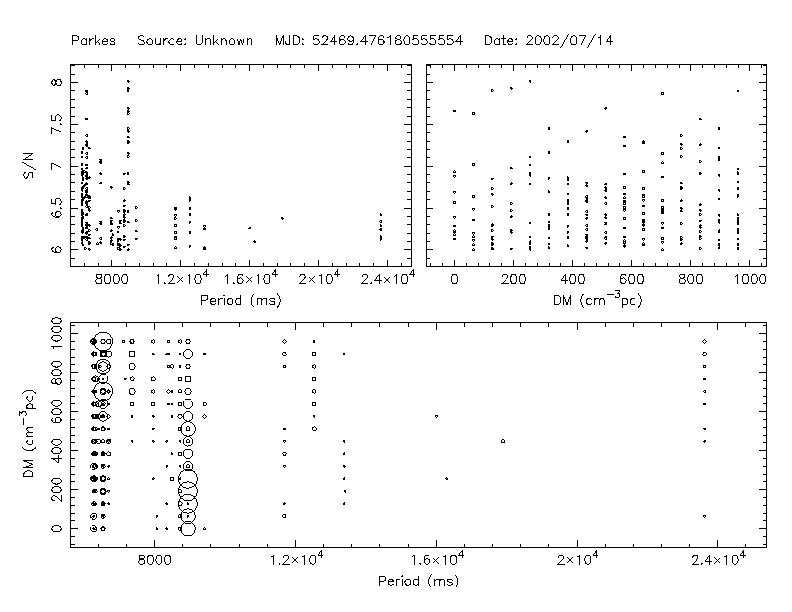 Parkes Source: Unknown MJD: 52469.476180555554 Date: 2002/07/14
8
7.5
7
6.5
6
S/N
8000 1.2×10⁴ 1.6×10⁴ 2×10⁴ 2.4×10⁴
Period (ms)
0 200 400 600 800 1000
DM (cm⁻³pc)
1000
800
600
400
200
0
DM (cm⁻³pc)
8000 1.2×10⁴ 1.6×10⁴ 2×10⁴ 2.4×10⁴
Period (ms)